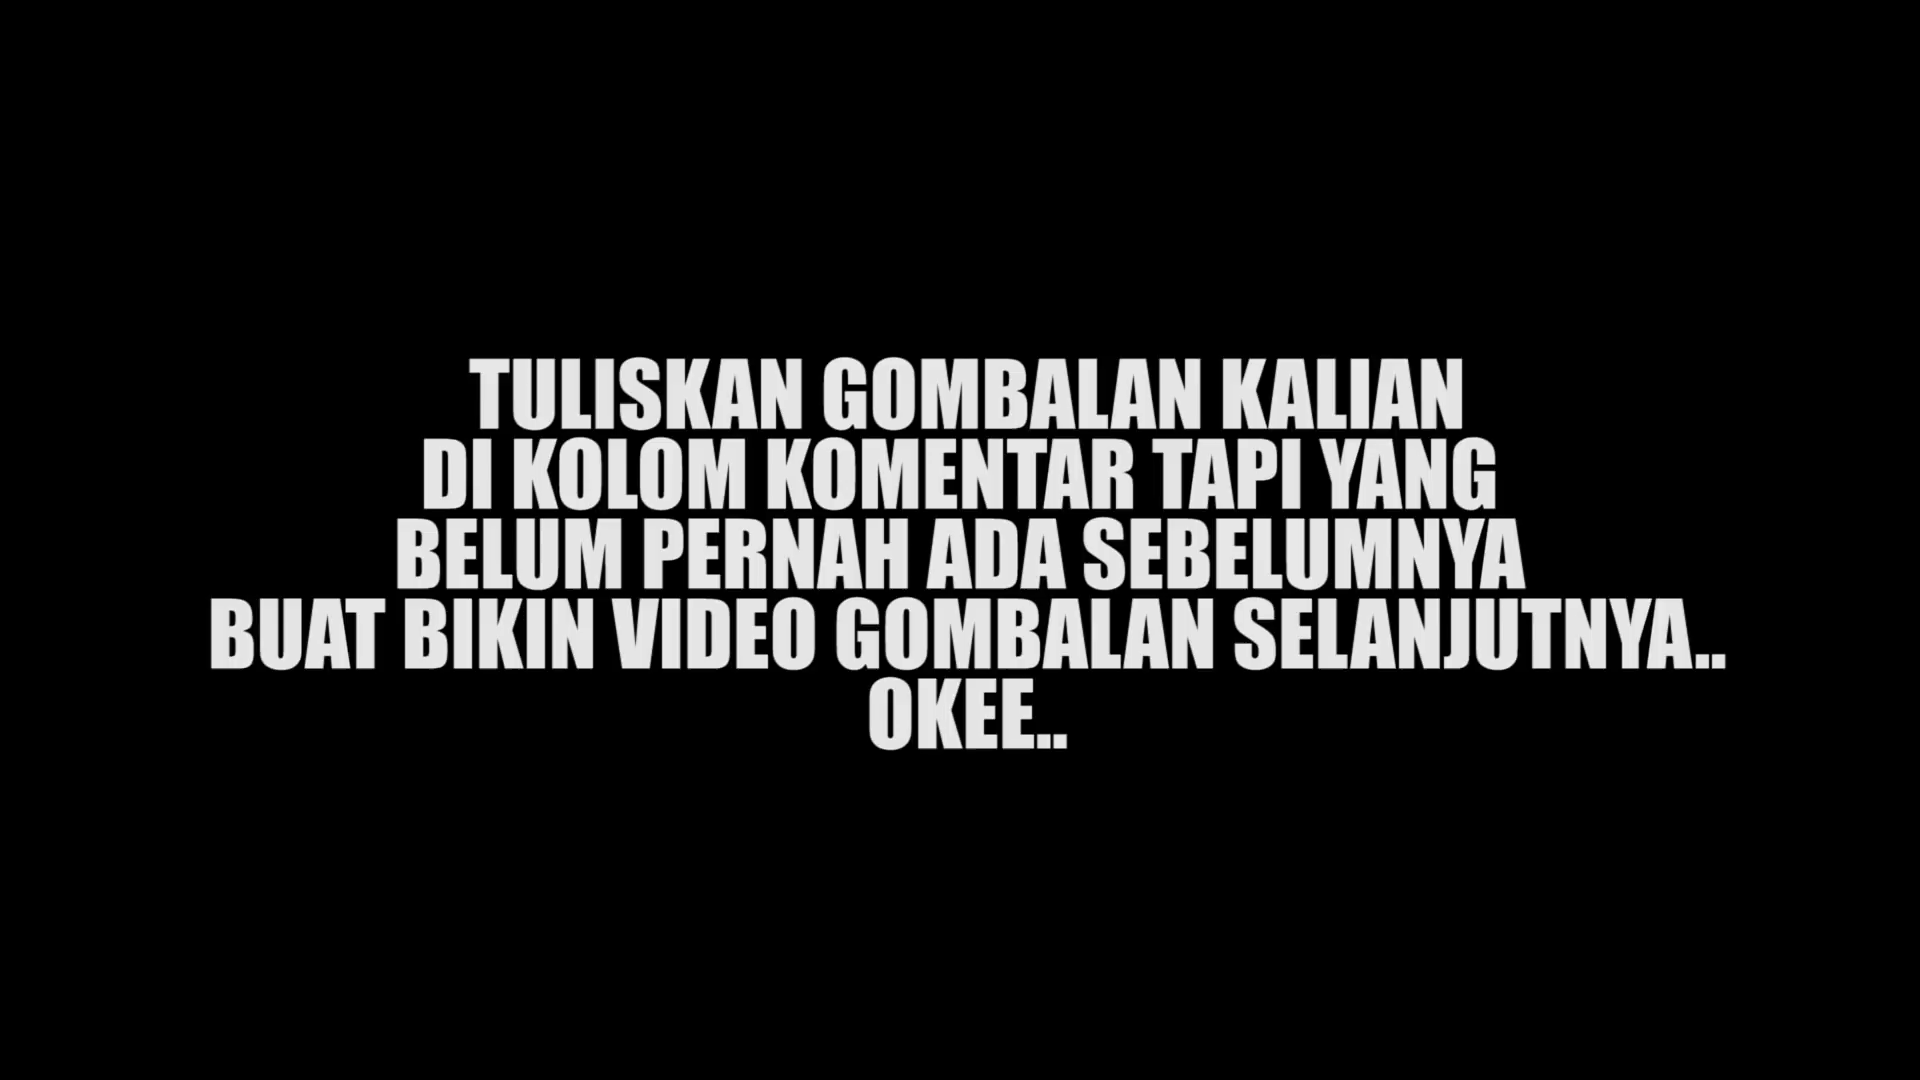 TULISKAN GOMBALAN KALIAN
DI KOLOM KOMENTAR TAPI YANG
BELUM PERNAH ADA SEBELUMNYA
BUAT BIKIN VIDEO GOMBALAN SELANJUTNYA..
OKEE..